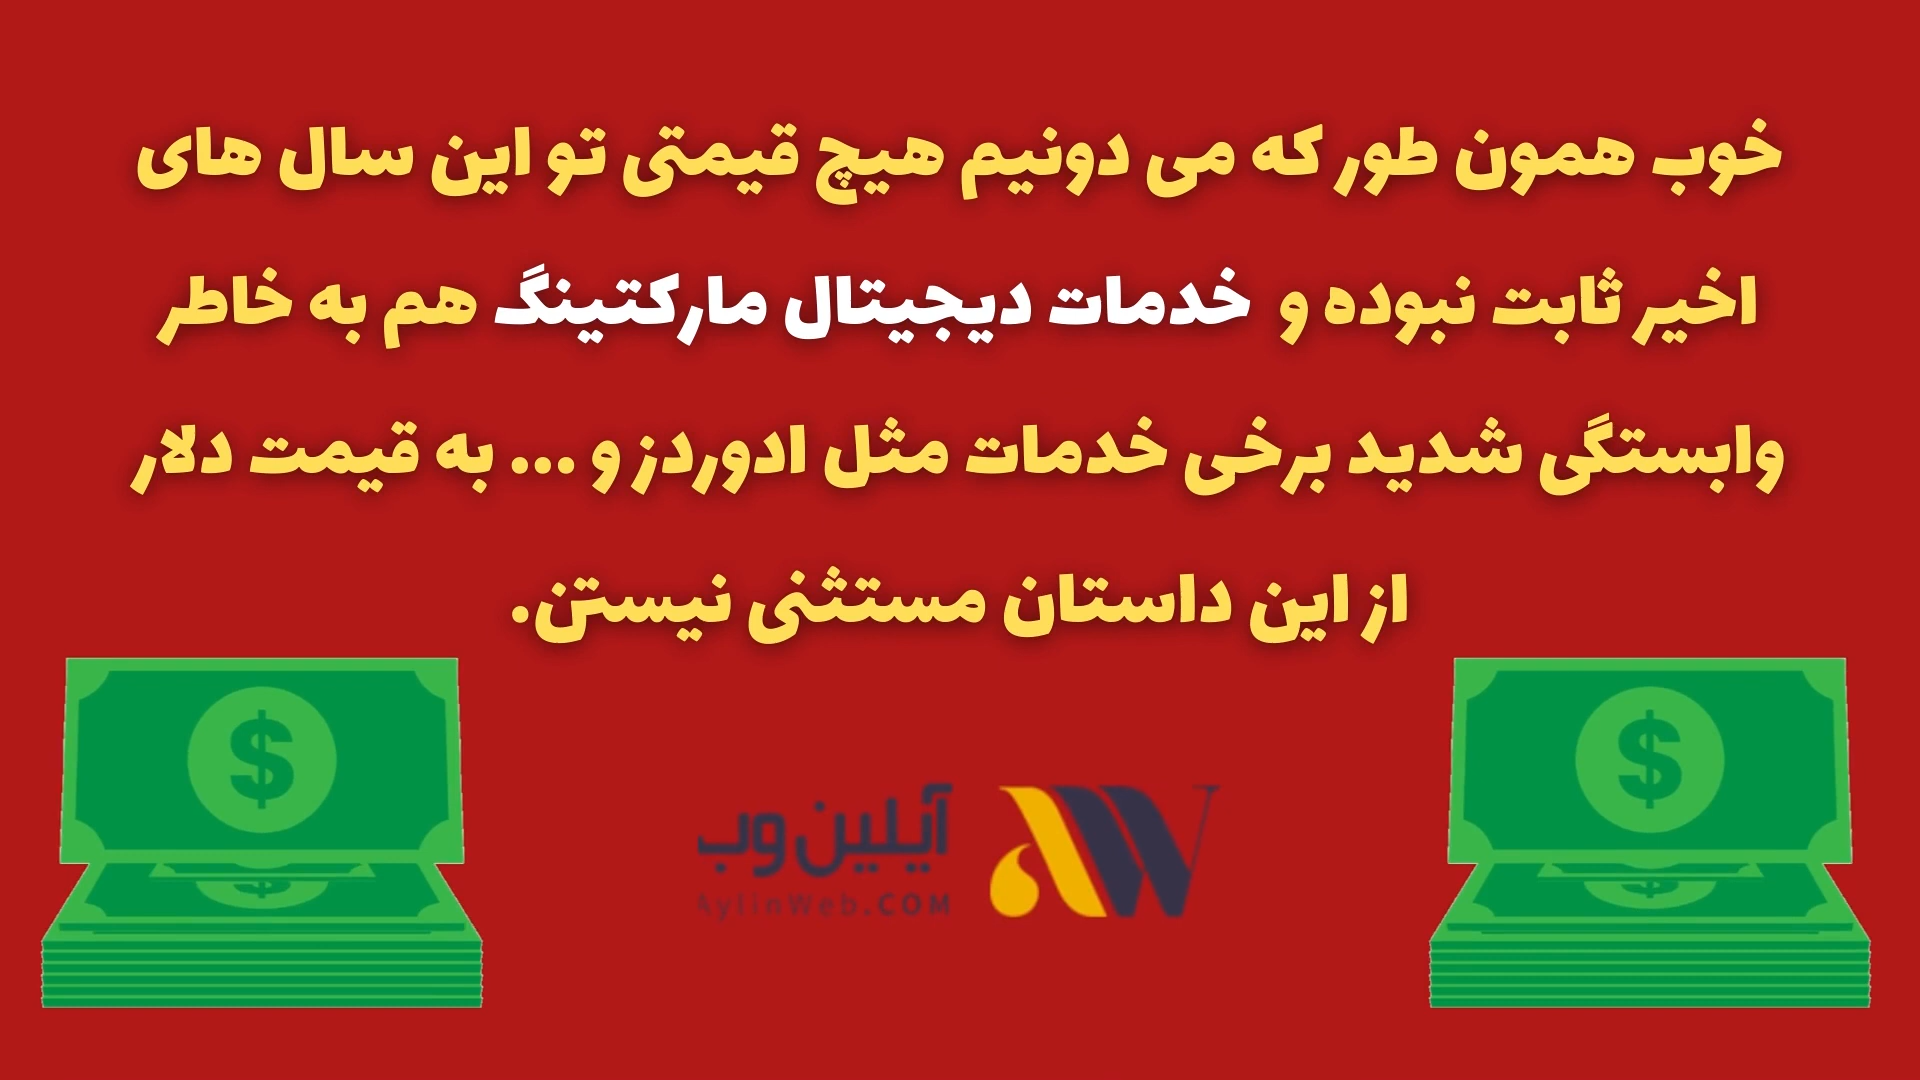 خوب همون طور که می دونیم هیچ قیمتی تو این سال های
اخیر ثابت نبوده و خدمات دیجیتال مارکتینگ هم به خاطر
وابستگی شدید برخی خدمات مثل ادوردز و ... به قیمت دلار
از این داستان مستثنی نیستن.
$
$
آیلین وب
AylinWeb.COM
AW